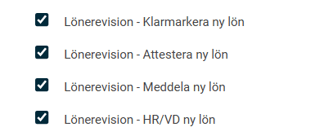 Lönerevision - Klarmarkera ny lön
Lönerevision - Attestera ny lön
Lönerevision - Meddela ny lön
Lönerevision - HR/VD ny lön